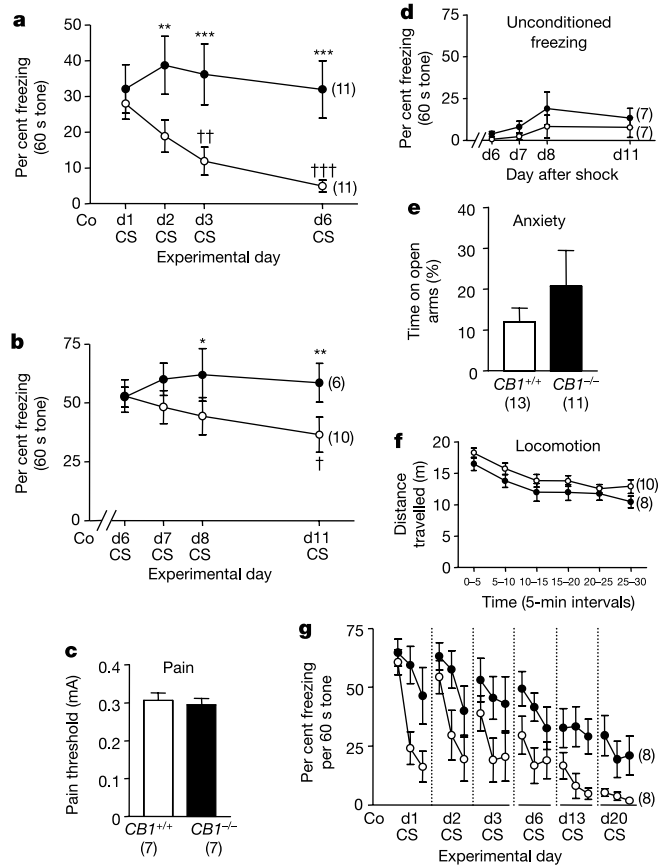 a
Per cent freezing
(60 s tone)
50
40
30
20
10
0
** *** ***
(11)
††
†††
(11)
Co d1 d2 d3 d6
CS CS CS CS
Experimental day
b
Per cent freezing
(60 s tone)
75
50
25
0
* **
(6)
(10)
†
Co d6 d7 d8 d11
CS CS CS CS
Experimental day
c
Pain
Pain threshold (mA)
0.4
0.3
0.2
0.1
0
CB1+/+ CB1−/−
(7) (7)
d
Unconditioned
freezing
Per cent freezing
(60 s tone)
75
50
25
0
(7)
(7)
d6 d7 d8 d11
Day after shock
e
Anxiety
Time on open
arms (%)
40
30
20
10
0
CB1+/+ CB1−/−
(13) (11)
f
Locomotion
Distance
travelled (m)
20
15
10
5
0
(10)
(8)
0–5 5–10 10–15 15–20 20–25 25–30
Time (5-min intervals)
g
Per cent freezing
per 60 s tone
75
50
25
0
(8)
(8)
Co d1 d2 d3 d6 d13 d20
CS CS CS CS CS CS
Experimental day